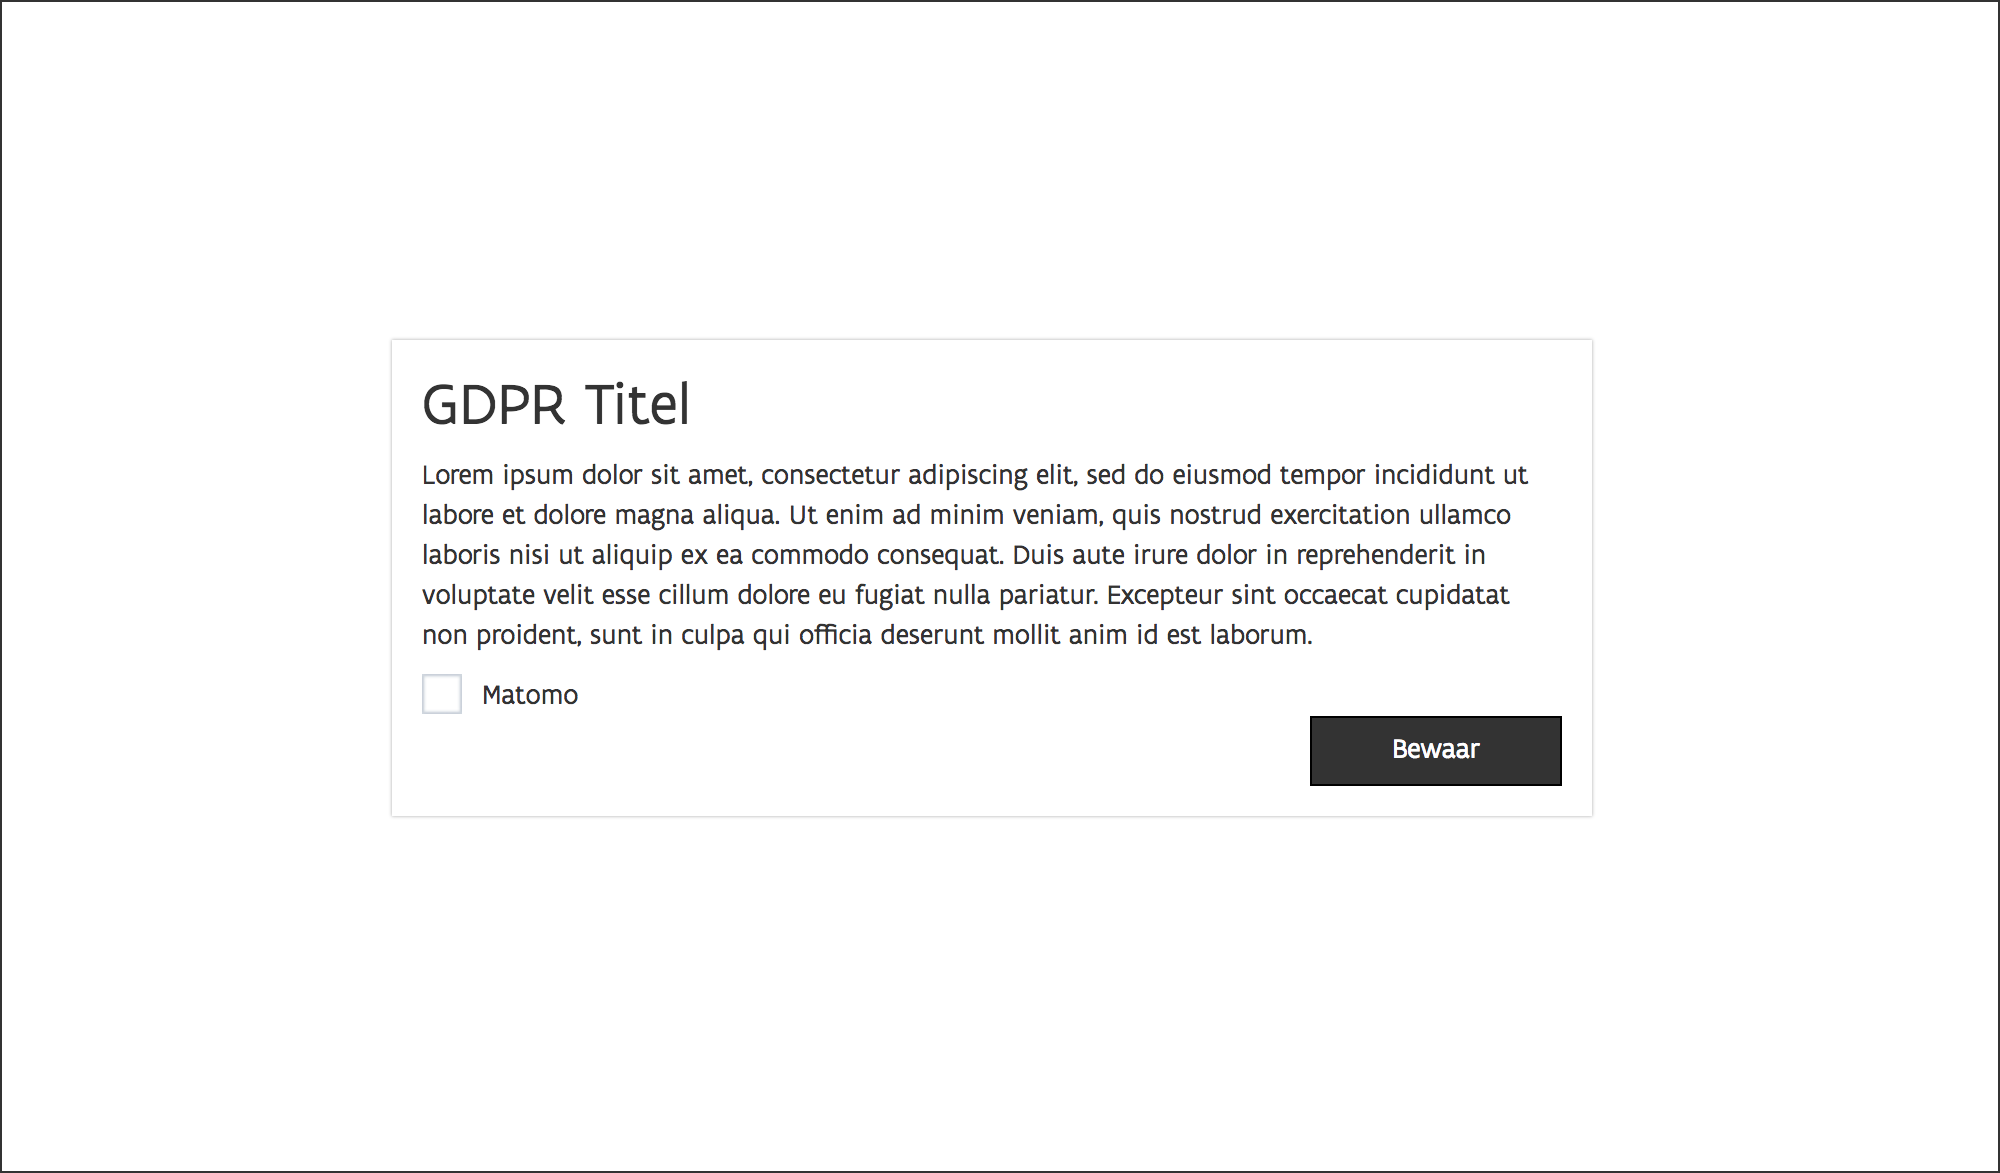 GDPR Titel
Lorem ipsum dolor sit amet, consectetur adipiscing elit, sed do eiusmod tempor incididunt ut
labore et dolore magna aliqua. Ut enim ad minim veniam, quis nostrud exercitation ullamco
laboris nisi ut aliquip ex ea commodo consequat. Duis aute irure dolor in reprehenderit in
voluptate velit esse cillum dolore eu fugiat nulla pariatur. Excepteur sint occaecat cupidatat
non proident, sunt in culpa qui officia deserunt mollit anim id est laborum.
Matomo
Bewaar